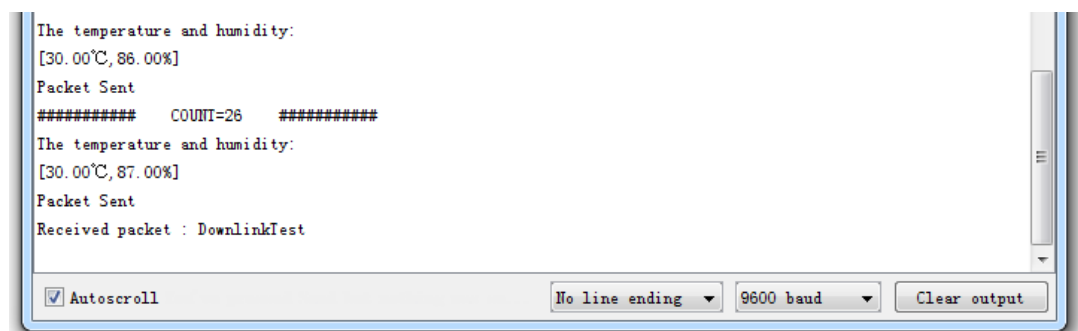 The temperature and humidity:
[30.00℃,86.00%]
Packet Sent
########### COUNT=26 ###########
The temperature and humidity:
[30.00℃,87.00%]
Packet Sent
Received packet : DownlinkTest
Autoscroll No line ending 9600 baud Clear output